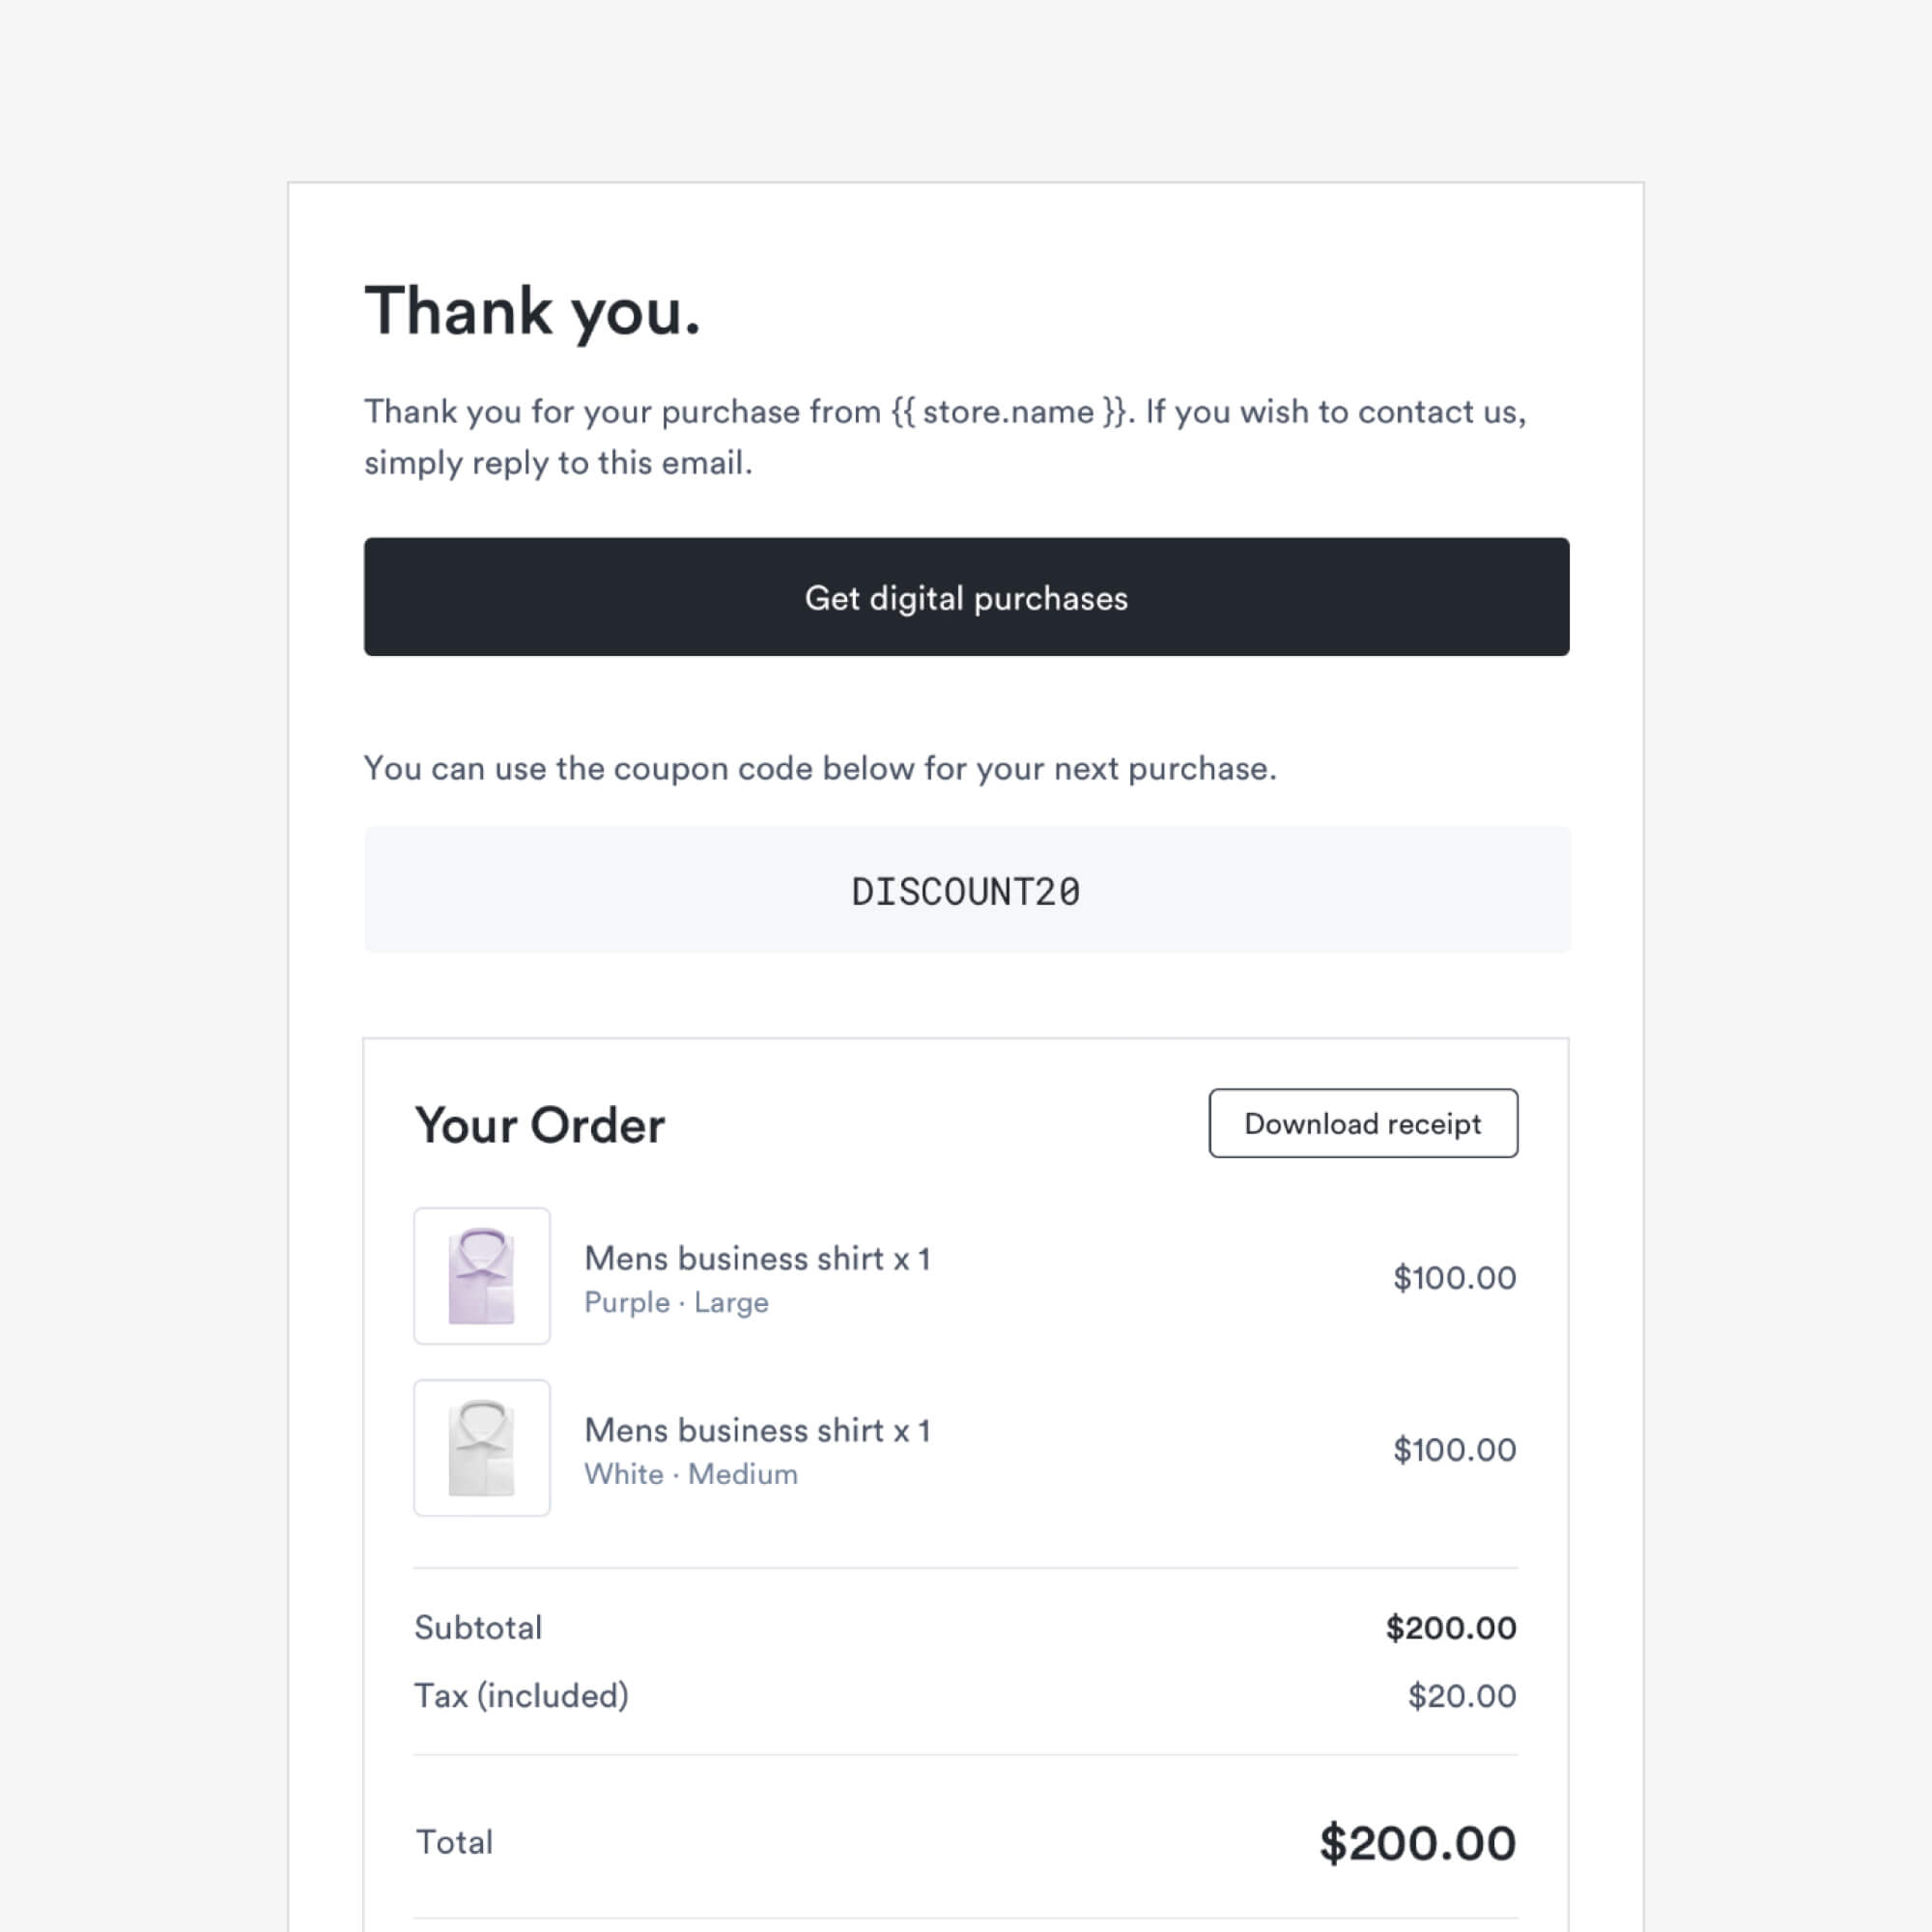 Thank you.
Thank you for your purchase from {{ store.name }}. If you wish to contact us,
simply reply to this email.
Get digital purchases
You can use the coupon code below for your next purchase.
DISCOUNT20
Your Order
Download receipt
Mens business shirt x 1
Purple · Large
$100.00
Mens business shirt x 1
White · Medium
$100.00
Subtotal $200.00
Tax (included) $20.00
Total $200.00